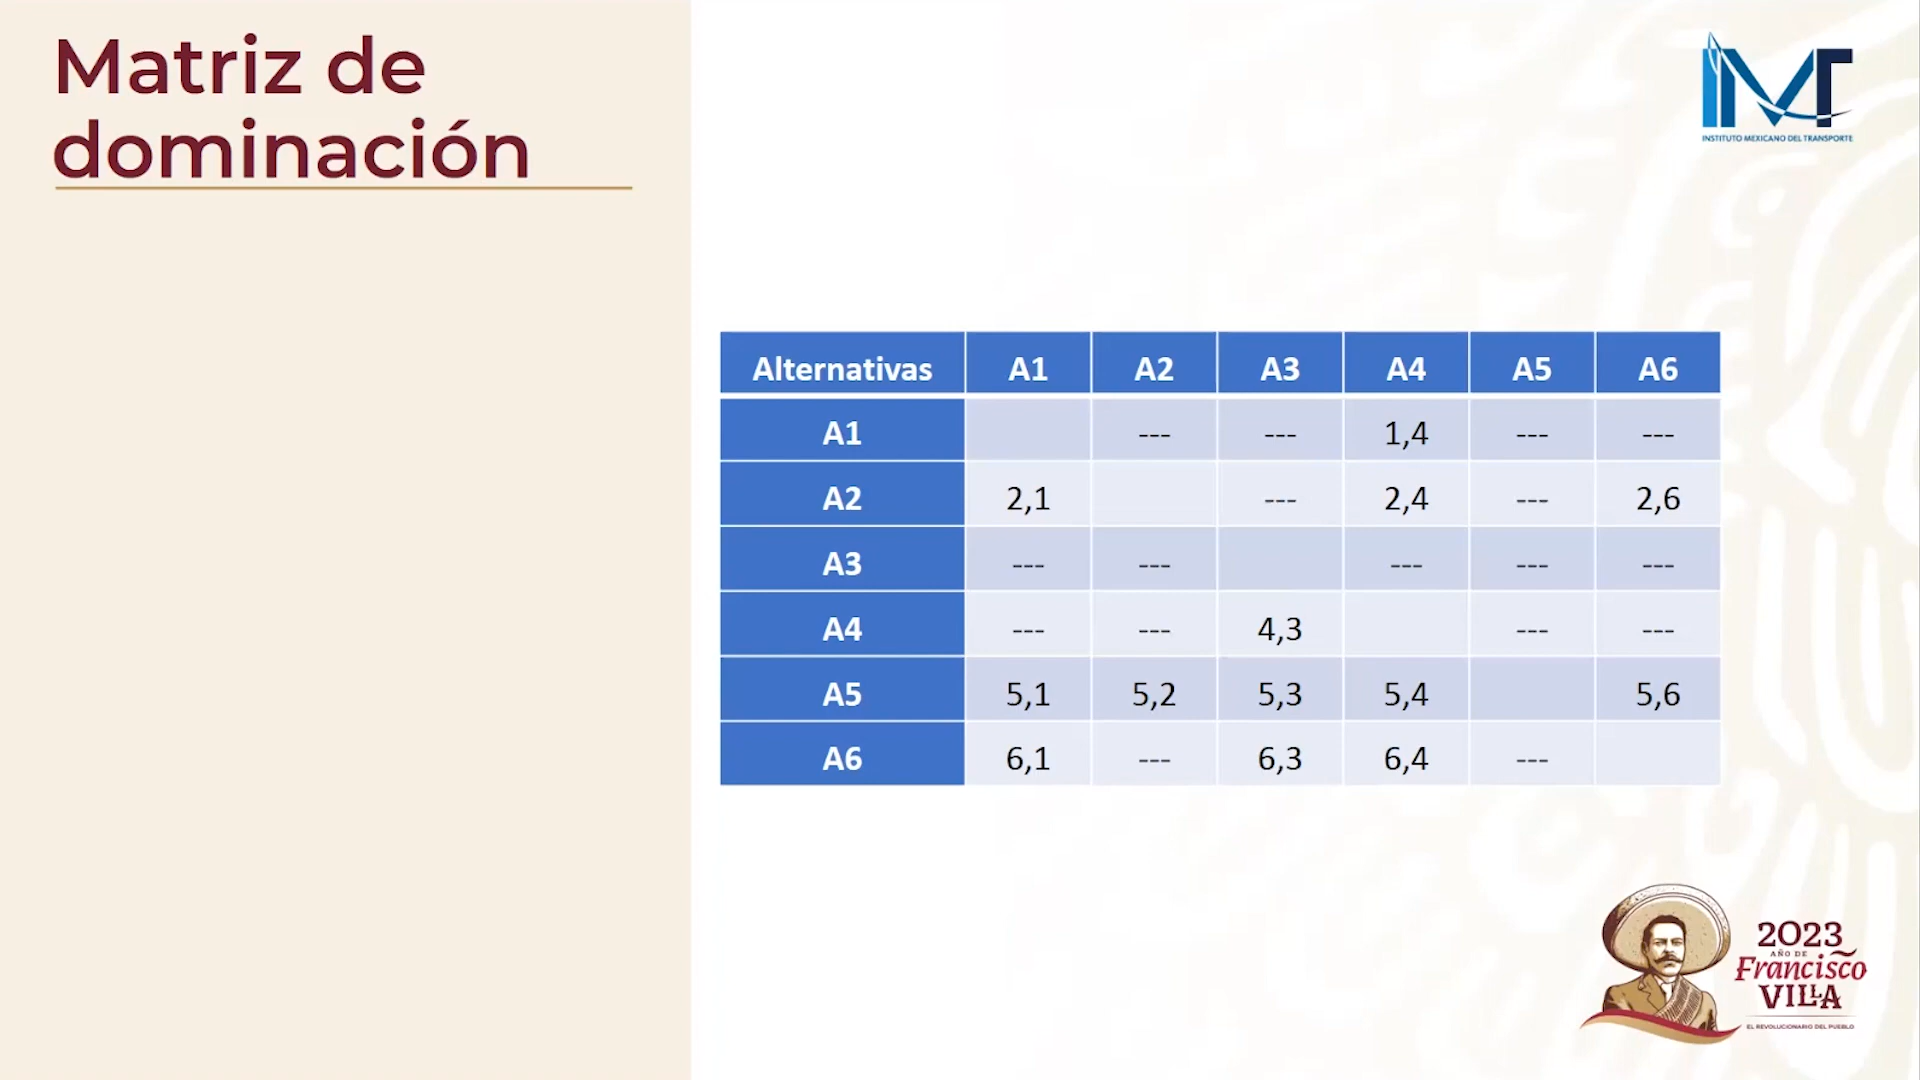 Matriz de
dominación
INSTITUTO MEXICANO DEL TRANSPORTE
Alternativas A1 A2 A3 A4 A5 A6
A1 --- --- 1,4 --- ---
A2 2,1 --- 2,4 --- 2,6
A3 --- --- --- --- ---
A4 --- --- 4,3 --- ---
A5 5,1 5,2 5,3 5,4 5,6
A6 6,1 --- 6,3 6,4 ---
2023
AÑO DE
Francisco
VILLA
EL REVOLUCIONARIO DEL PUEBLO